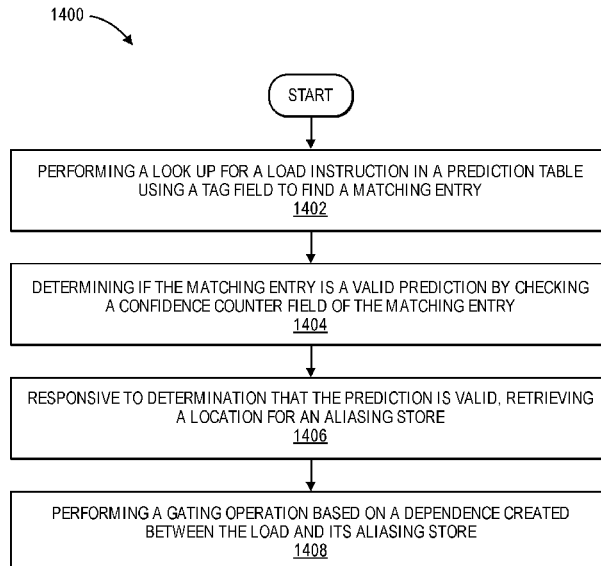 1400
START
PERFORMING A LOOK UP FOR A LOAD INSTRUCTION IN A PREDICTION TABLE
USING A TAG FIELD TO FIND A MATCHING ENTRY
1402
DETERMINING IF THE MATCHING ENTRY IS A VALID PREDICTION BY CHECKING
A CONFIDENCE COUNTER FIELD OF THE MATCHING ENTRY
1404
RESPONSIVE TO DETERMINATION THAT THE PREDICTION IS VALID, RETRIEVING
A LOCATION FOR AN ALIASING STORE
1406
PERFORMING A GATING OPERATION BASED ON A DEPENDENCE CREATED
BETWEEN THE LOAD AND ITS ALIASING STORE
1408